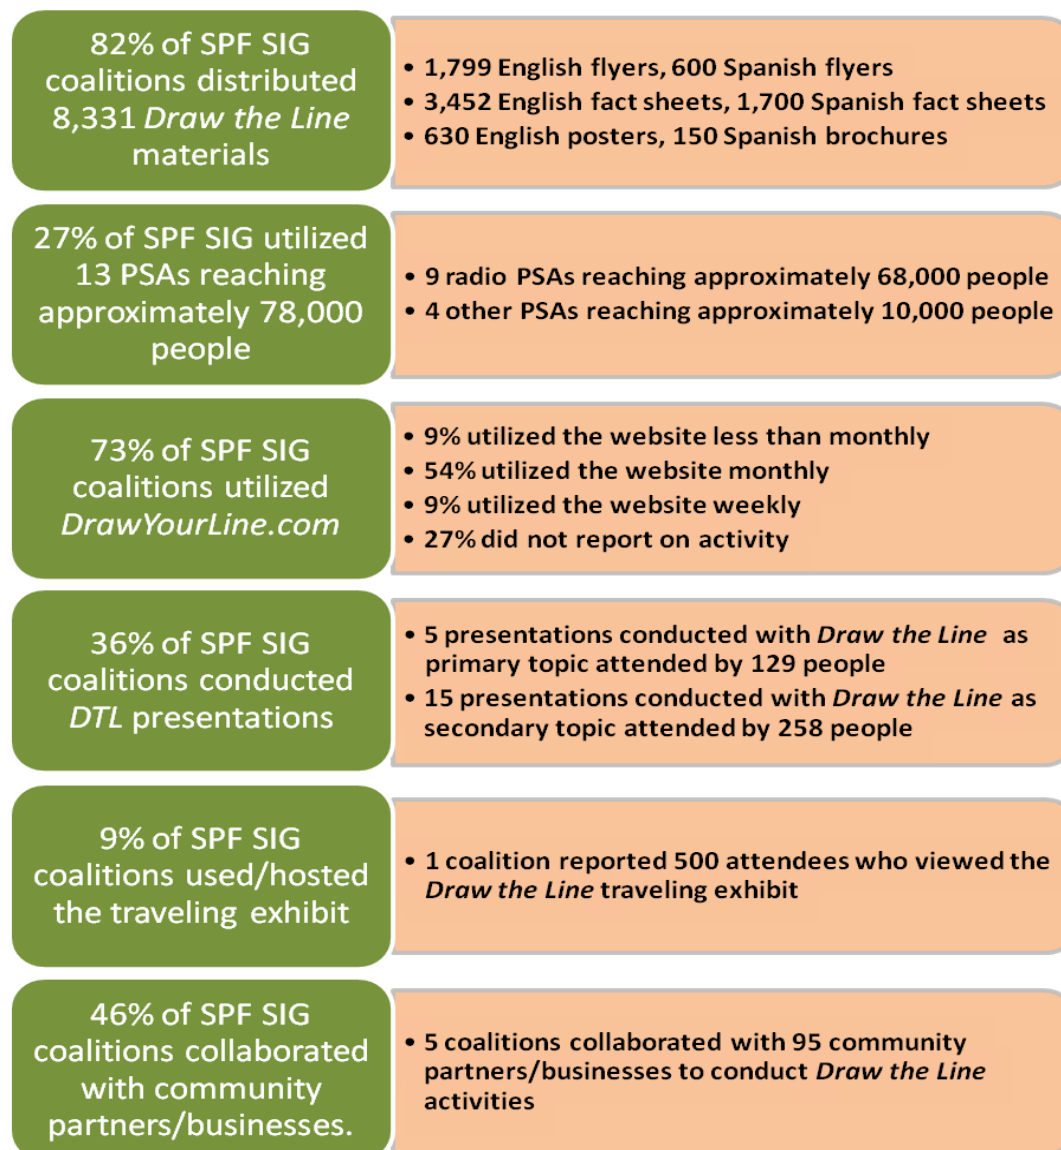 82% of SPF SIG
coalitions distributed
8,331 Draw the Line
materials
• 1,799 English flyers, 600 Spanish flyers
• 3,452 English fact sheets, 1,700 Spanish fact sheets
• 630 English posters, 150 Spanish brochures
27% of SPF SIG utilized
13 PSAs reaching
approximately 78,000
people
• 9 radio PSAs reaching approximately 68,000 people
• 4 other PSAs reaching approximately 10,000 people
73% of SPF SIG
coalitions utilized
DrawYourLine.com
• 9% utilized the website less than monthly
• 54% utilized the website monthly
• 9% utilized the website weekly
• 27% did not report on activity
36% of SPF SIG
coalitions conducted
DTL presentations
• 5 presentations conducted with Draw the Line as
primary topic attended by 129 people
• 15 presentations conducted with Draw the Line as
secondary topic attended by 258 people
9% of SPF SIG
coalitions used/hosted
the traveling exhibit
• 1 coalition reported 500 attendees who viewed the
Draw the Line traveling exhibit
46% of SPF SIG
coalitions collaborated
with community
partners/businesses.
• 5 coalitions collaborated with 95 community
partners/businesses to conduct Draw the Line
activities